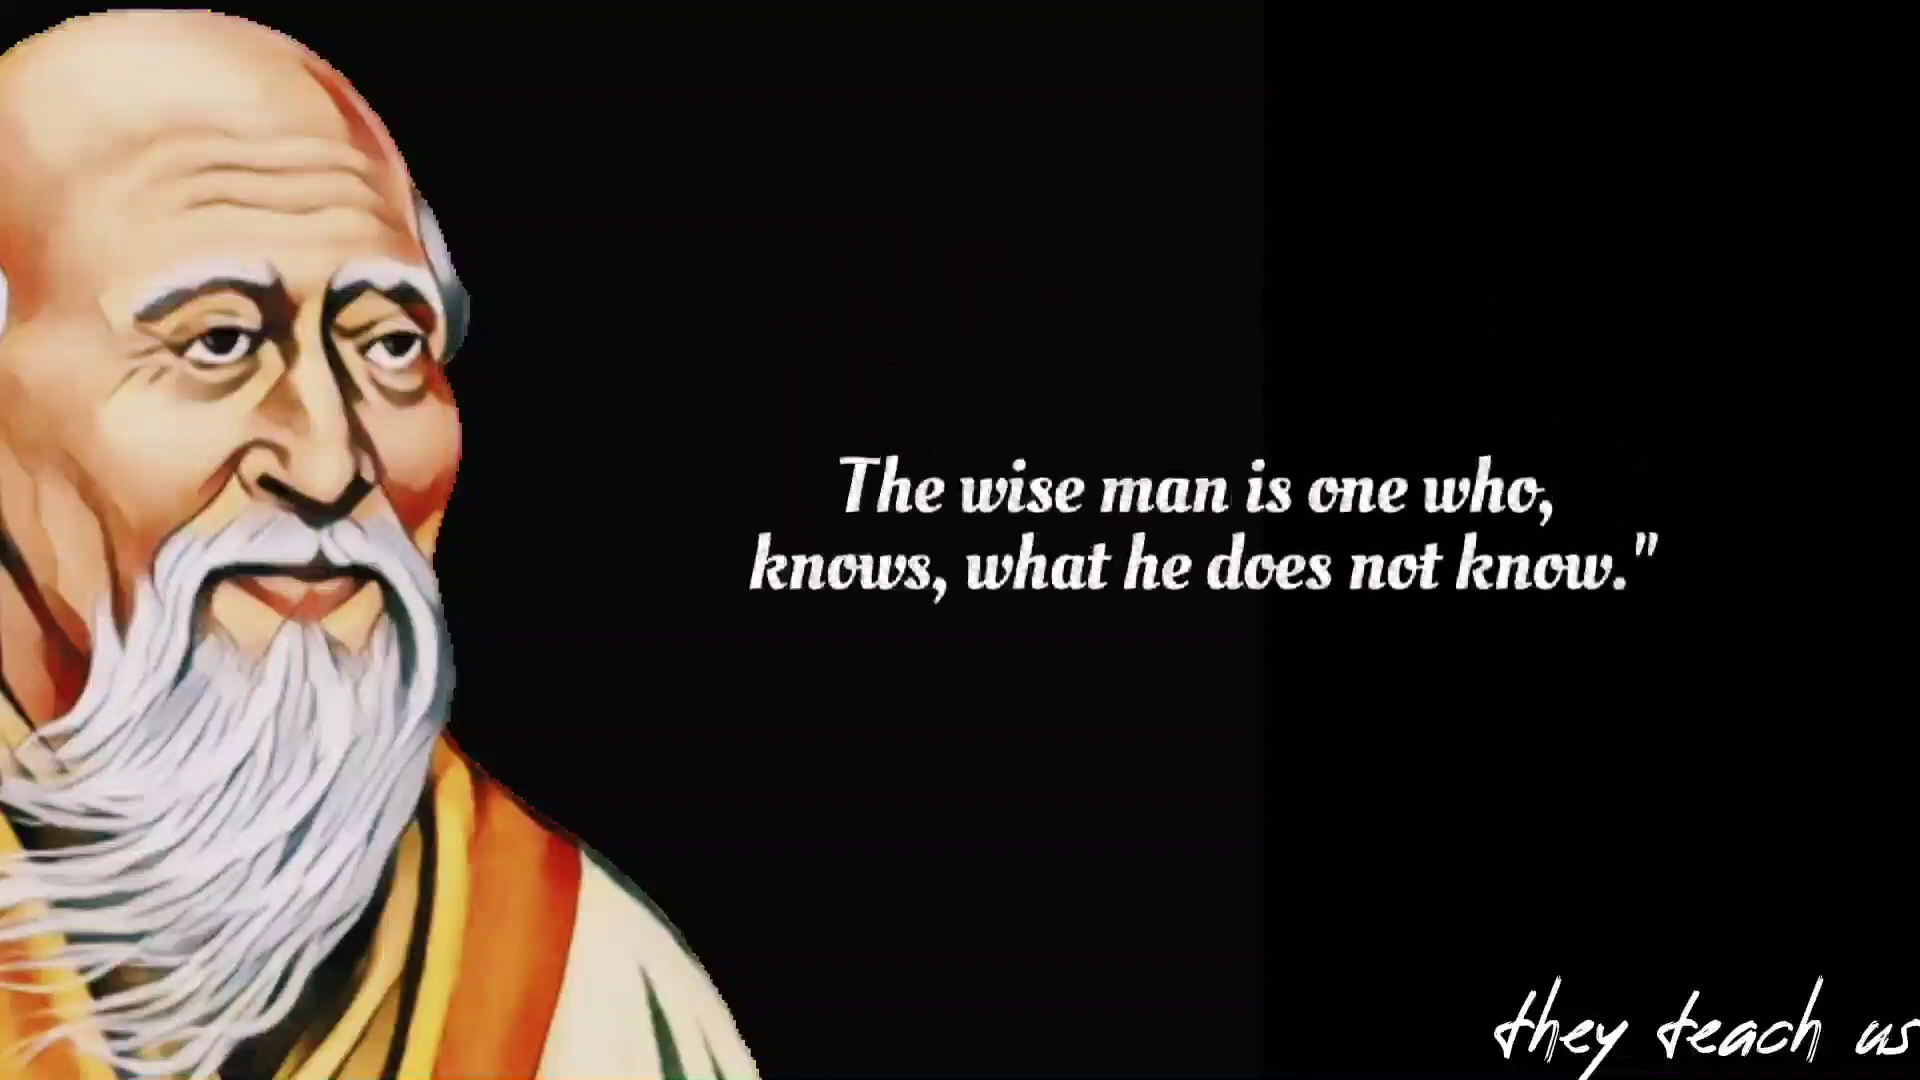 The wise man is one who,
knows, what he does not know."
they teach us